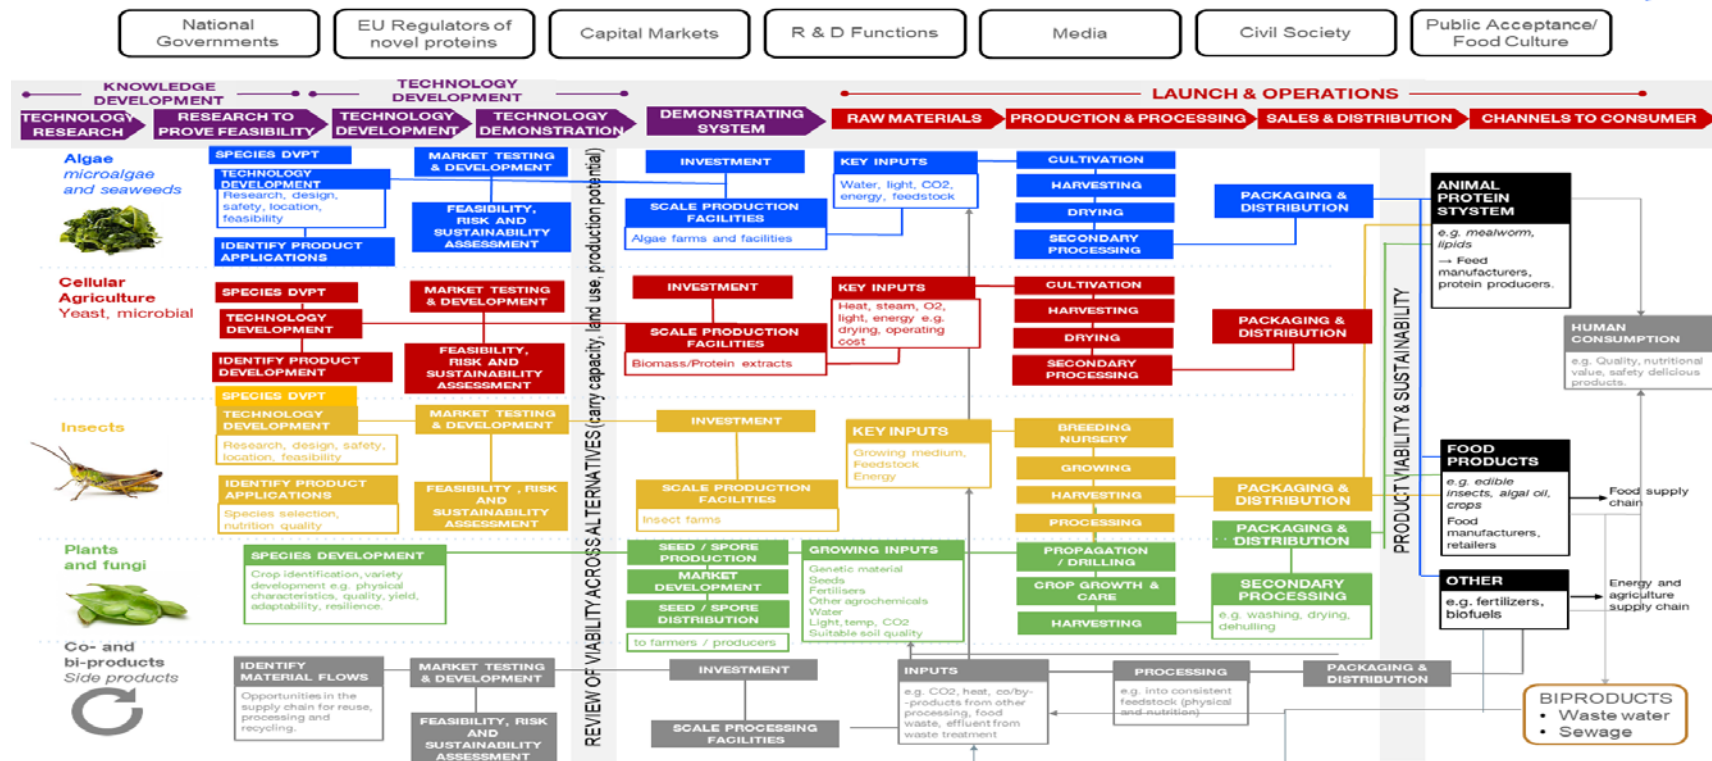 National
Governments
EU Regulators of
novel proteins
Capital Markets
R & D Functions
Media
Civil Society
Public Acceptance/
Food Culture
KNOWLEDGE
DEVELOPMENT
TECHNOLOGY
DEVELOPMENT
LAUNCH & OPERATIONS
TECHNOLOGY
RESEARCH
RESEARCH TO
PROVE FEASIBILITY
TECHNOLOGY
DEVELOPMENT
TECHNOLOGY
DEMONSTRATION
DEMONSTRATING
SYSTEM
RAW MATERIALS
PRODUCTION & PROCESSING
SALES & DISTRIBUTION
CHANNELS TO CONSUMER
Algae
microalgae
and seaweeds
SPECIES DVPT
TECHNOLOGY
DEVELOPMENT
Research, design,
safety, location,
feasibility
IDENTIFY PRODUCT
APPLICATIONS
MARKET TESTING
& DEVELOPMENT
FEASIBILITY,
RISK AND
SUSTAINABILITY
ASSESSMENT
INVESTMENT
SCALE PRODUCTION
FACILITIES
Algae farms and facilities
KEY INPUTS
Water, light, CO2,
energy, feedstock
CULTIVATION
HARVESTING
DRYING
SECONDARY
PROCESSING
PACKAGING &
DISTRIBUTION
Cellular
Agriculture
Yeast, microbial
SPECIES DVPT
TECHNOLOGY
DEVELOPMENT
IDENTIFY PRODUCT
DEVELOPMENT
MARKET TESTING
& DEVELOPMENT
FEASIBILITY,
RISK AND
SUSTAINABILITY
ASSESSMENT
INVESTMENT
SCALE PRODUCTION
FACILITIES
Biomass/Protein extracts
KEY INPUTS
Heat, steam, O2,
light, energy e.g.
drying, operating
cost
CULTIVATION
HARVESTING
DRYING
SECONDARY
PROCESSING
PACKAGING &
DISTRIBUTION
Insects
SPECIES DVPT
TECHNOLOGY
DEVELOPMENT
Research, design, safety,
location, feasibility
IDENTIFY PRODUCT
APPLICATIONS
Species selection,
nutrition quality
MARKET TESTING
& DEVELOPMENT
FEASIBILITY , RISK
AND
SUSTAINABILITY
ASSESSMENT
INVESTMENT
SCALE PRODUCTION
FACILITIES
Insect farms
KEY INPUTS
Growing medium,
Feedstock
Energy
BREEDING
NURSERY
GROWING
HARVESTING
PROCESSING
PACKAGING &
DISTRIBUTION
Plants
and fungi
SPECIES DEVELOPMENT
Crop identification, variety
development e.g. physical
characteristics, quality, yield,
adaptability, resilience.
SEED / SPORE
PRODUCTION
MARKET
DEVELOPMENT
SEED / SPORE
DISTRIBUTION
to farmers / producers
GROWING INPUTS
Genetic material
Seeds
Fertilisers
Other agrochemicals
Water
Light, temp, CO2
Suitable soil quality
PROPAGATION
/ DRILLING
CROP GROWTH &
CARE
HARVESTING
PACKAGING &
DISTRIBUTION
SECONDARY
PROCESSING
e.g. washing, drying,
dehulling
Co- and
bi-products
Side products
IDENTIFY
MATERIAL FLOWS
Opportunities in the
supply chain for reuse,
processing and
recycling.
MARKET TESTING
& DEVELOPMENT
FEASIBILITY, RISK
AND
SUSTAINABILITY
ASSESSMENT
INVESTMENT
SCALE PROCESSING
FACILITIES
INPUTS
e.g. CO2, heat, co/by-
-products from other
processing, food
waste, effluent from
waste treatment
PROCESSING
e.g. into consistent
feedstock (physical
and nutrition)
PACKAGING &
DISTRIBUTION
REVIEW OF VIABILITY ACROSS ALTERNATIVES (carry capacity, land use, production potential)
PRODUCT VIABILITY & SUSTAINABILITY
ANIMAL
PROTEIN
STYSTEM
e.g. mealworm,
lipids
→ Feed
manufacturers,
protein producers.
HUMAN
CONSUMPTION
e.g. Quality, nutritional
value, safety delicious
products.
FOOD
PRODUCTS
e.g. edible
insects, algal oil,
crops
Food
manufacturers,
retailers
Food supply
chain
OTHER
e.g. fertilizers,
biofuels
Energy and
agriculture
supply chain
BIPRODUCTS
• Waste water
• Sewage